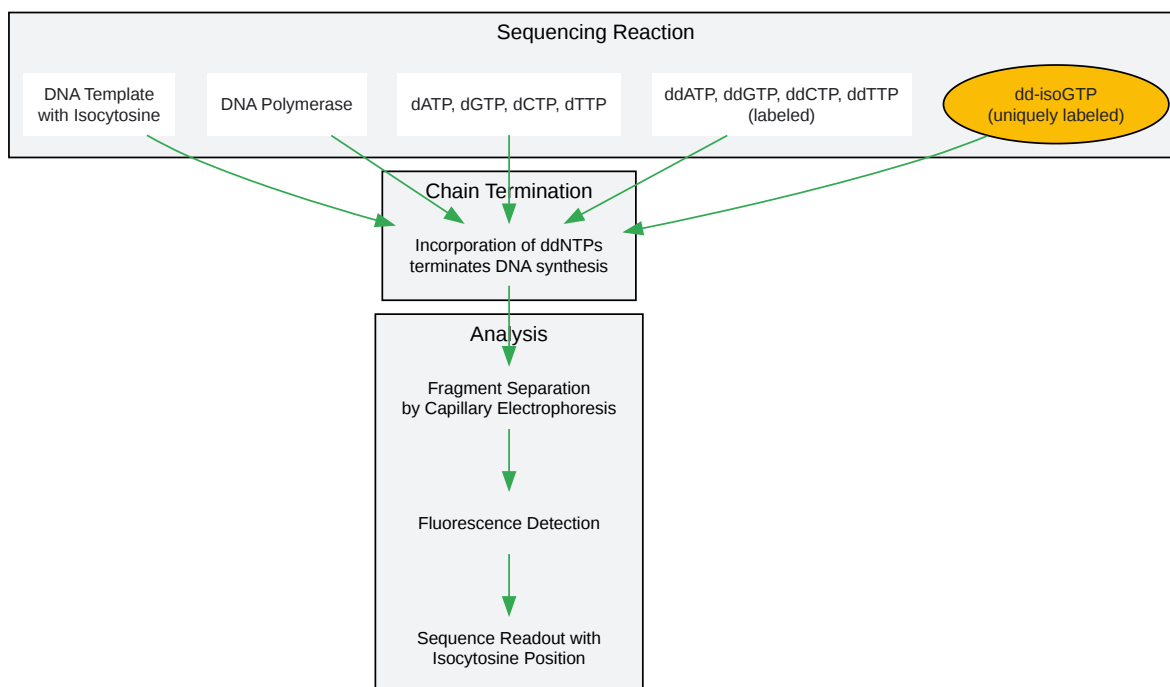 Sequencing Reaction
DNA Template
with Isocytosine
DNA Polymerase
dATP, dGTP, dCTP, dTTP
ddATP, ddGTP, ddCTP, ddTTP
(labeled)
dd-isoGTP
(uniquely labeled)
Chain Termination
Incorporation of ddNTPs
terminates DNA synthesis
Analysis
Fragment Separation
by Capillary Electrophoresis
Fluorescence Detection
Sequence Readout with
Isocytosine Position